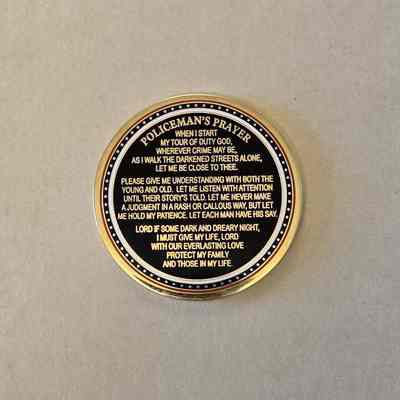 POLICEMAN'S PRAYER
WHEN I START
MY TOUR OF DUTY GOD,
WHEREVER CRIME MAY BE,
AS I WALK THE DARKENED STREETS ALONE,
LET ME BE CLOSE TO THEE.
PLEASE GIVE ME UNDERSTANDING WITH BOTH THE
YOUNG AND OLD. LET ME LISTEN WITH ATTENTION
UNTIL THEIR STORY'S TOLD. LET ME NEVER MAKE
A JUDGMENT IN A RASH OR CALLOUS WAY, BUT LET
ME HOLD MY PATIENCE. LET EACH MAN HAVE HIS SAY.
LORD IF SOME DARK AND DREARY NIGHT,
I MUST GIVE MY LIFE, LORD
WITH OUR EVERLASTING LOVE
PROTECT MY FAMILY
AND THOSE IN MY LIFE.